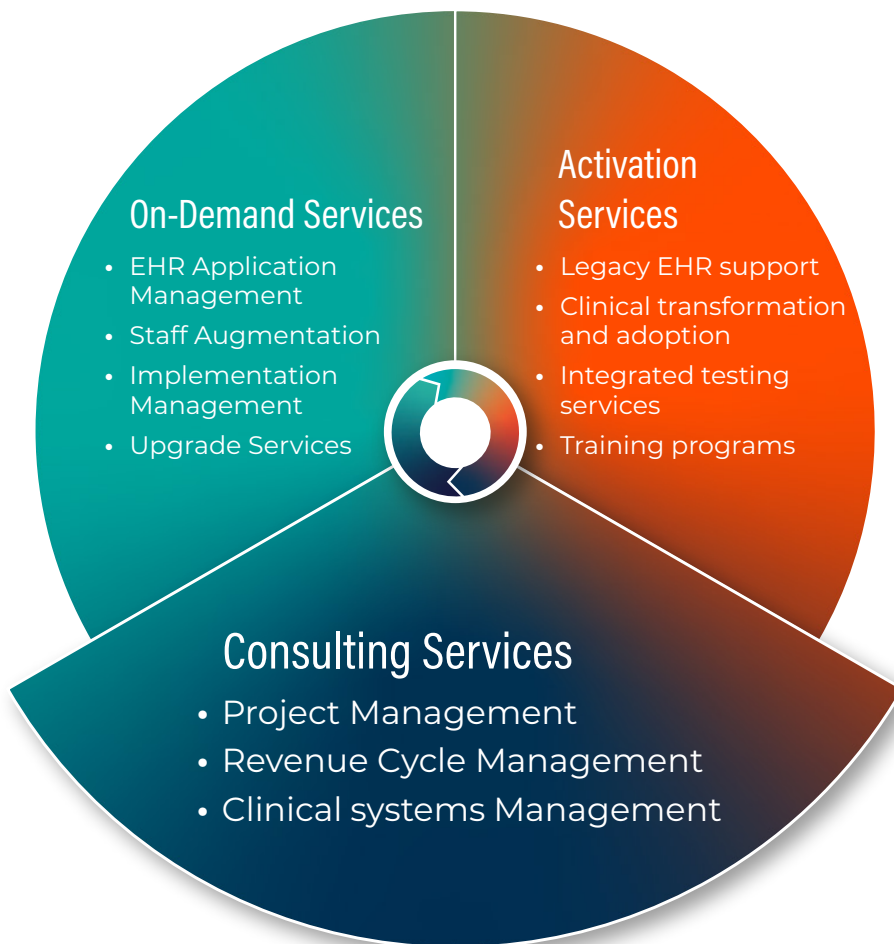 On-Demand Services
• EHR Application
Management
• Staff Augmentation
• Implementation
Management
• Upgrade Services
Activation
Services
• Legacy EHR support
• Clinical transformation
and adoption
• Integrated testing
services
• Training programs
Consulting Services
• Project Management
• Revenue Cycle Management
• Clinical systems Management